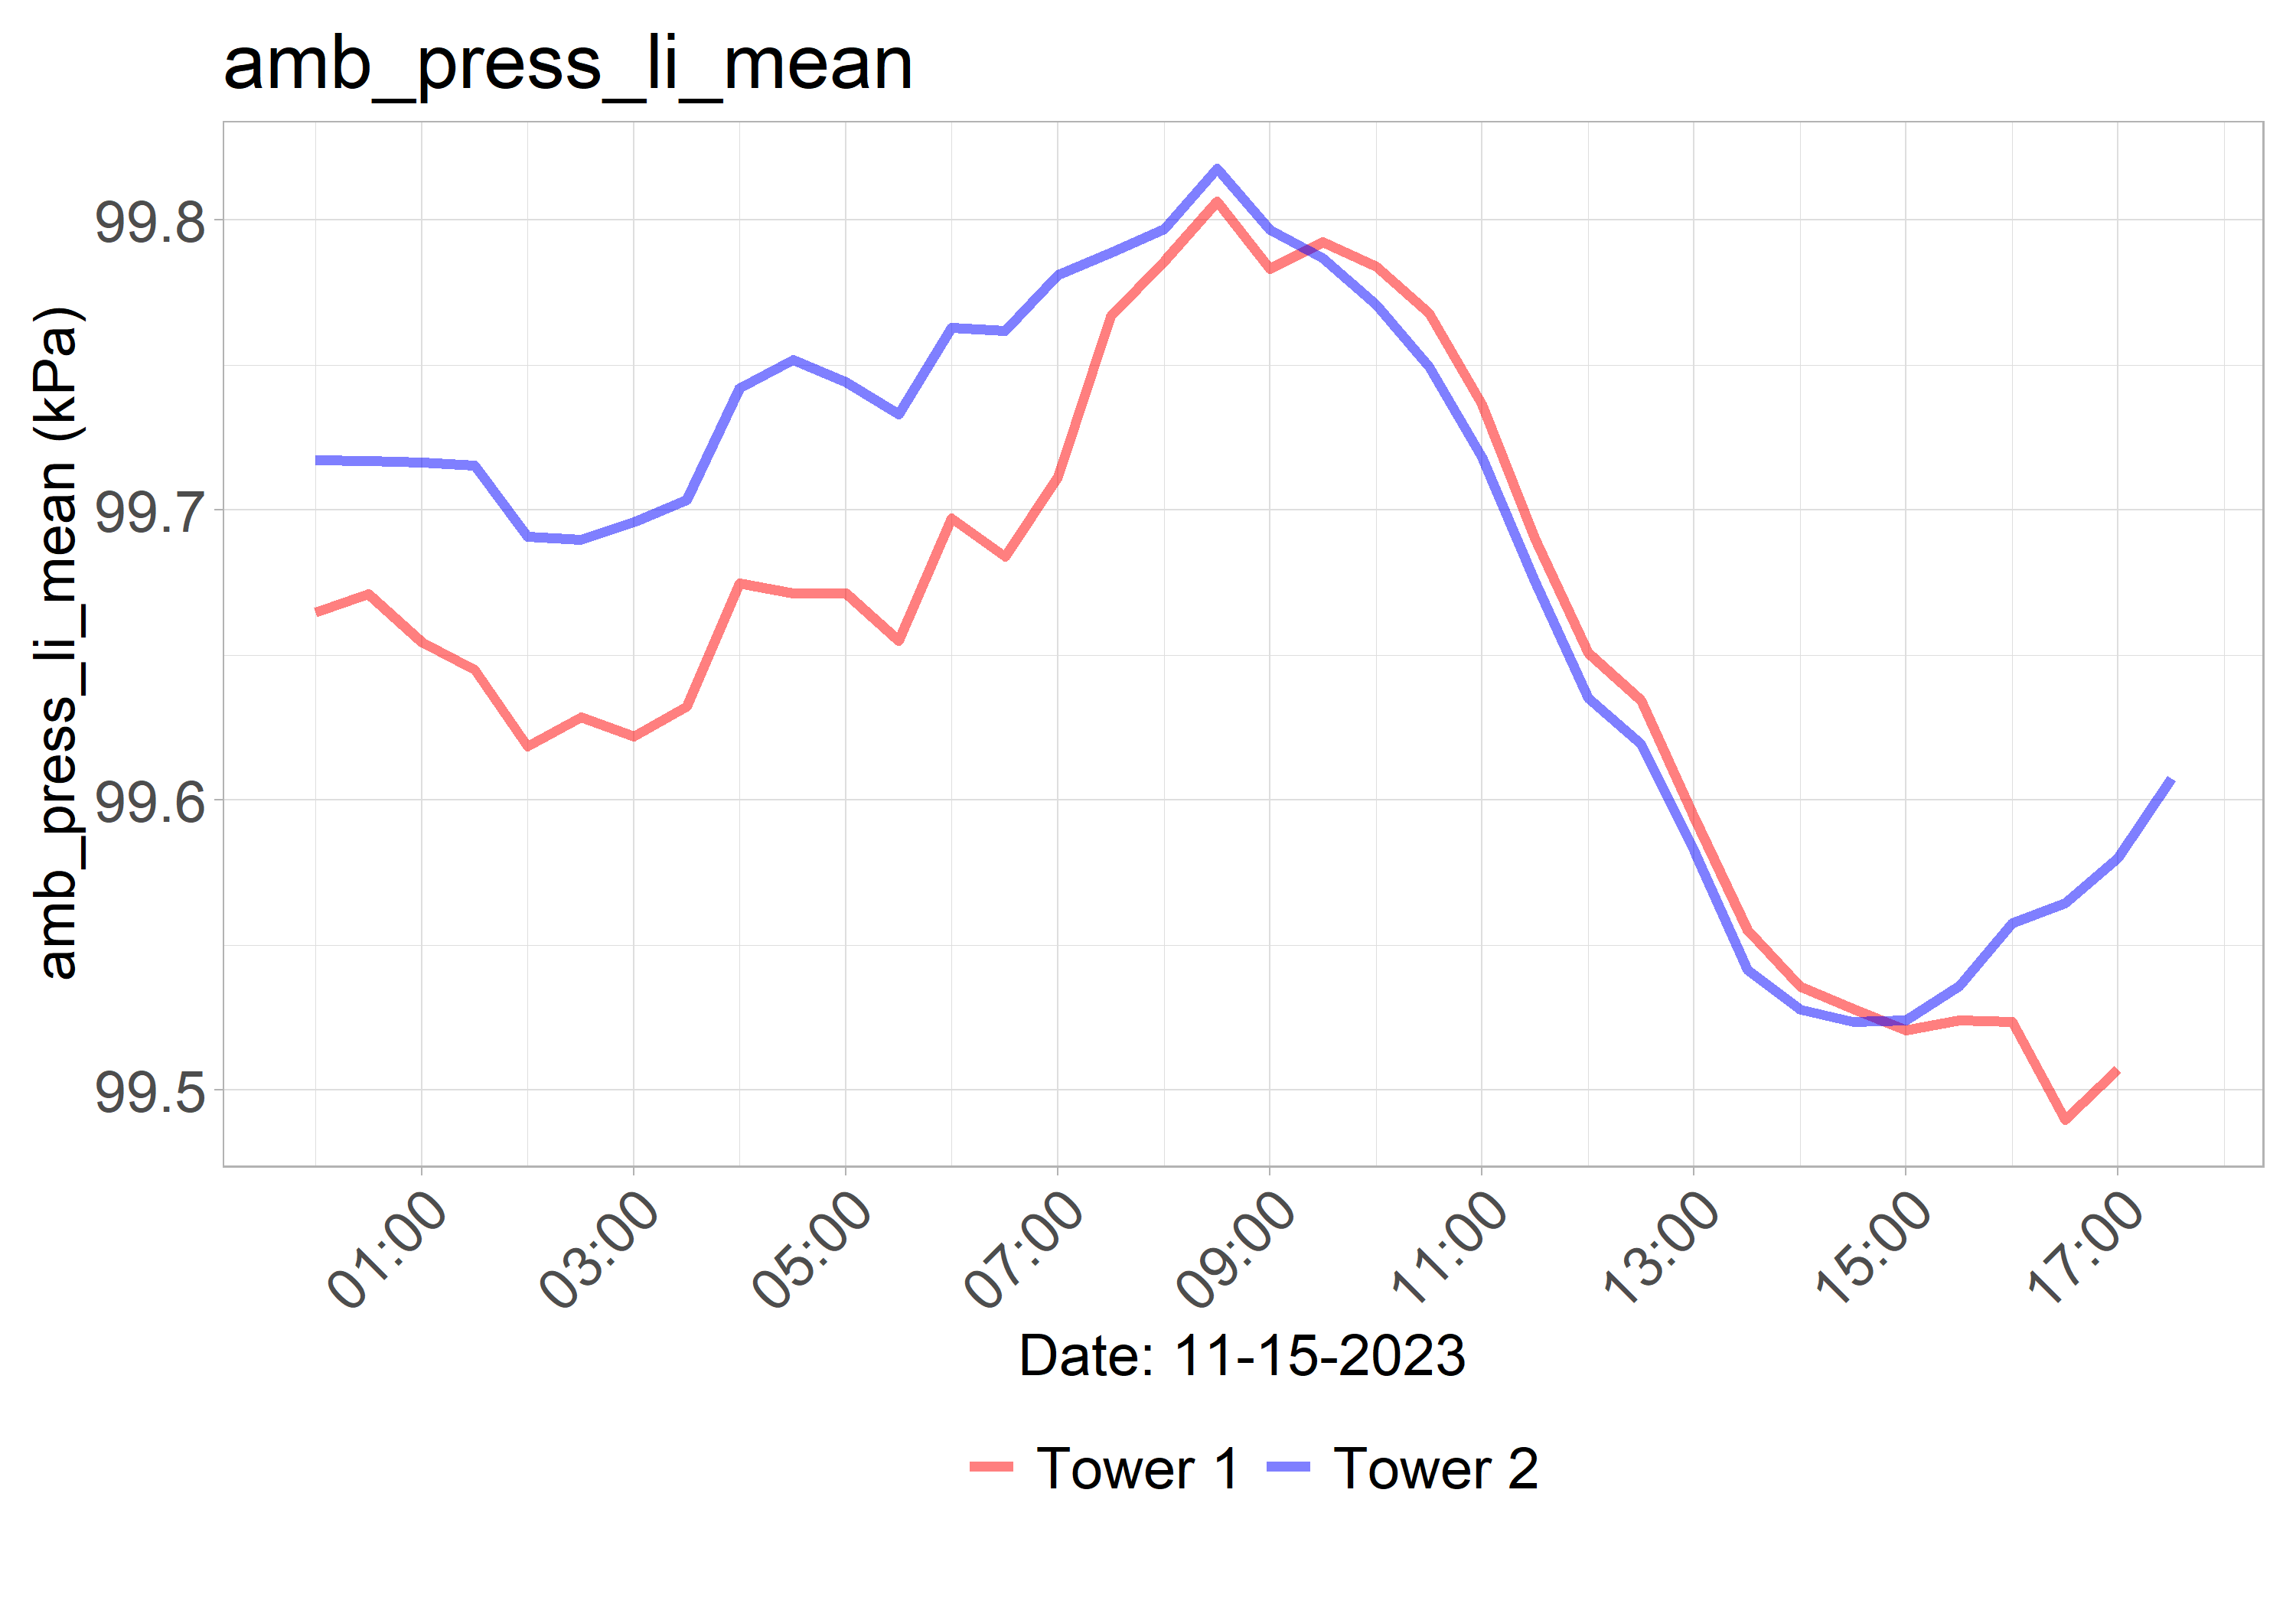 amb_press_li_mean
amb_press_li_mean (kPa)
99.8
99.7
99.6
99.5
01:00
03:00
05:00
07:00
09:00
11:00
13:00
15:00
17:00
Date: 11-15-2023
Tower 1
Tower 2